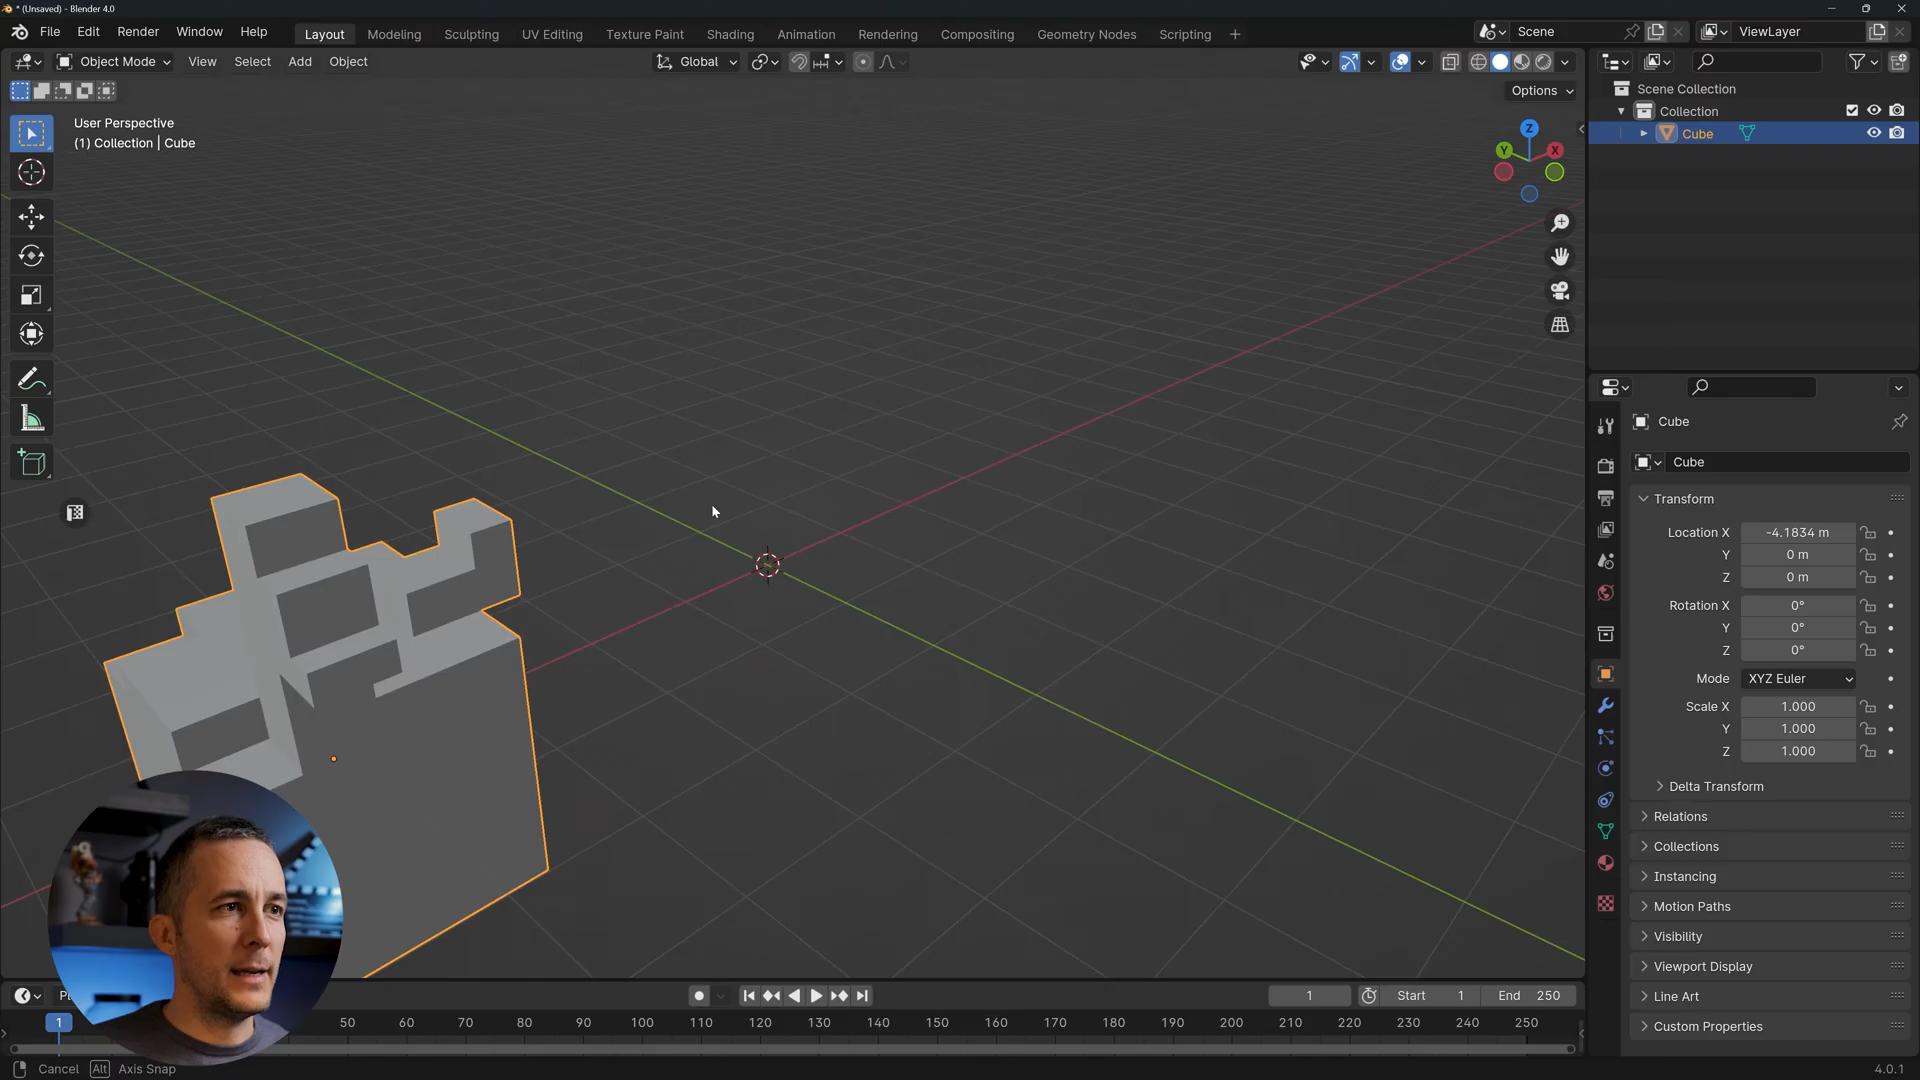 * (Unsaved) - Blender 4.0
File Edit Render Window Help Layout Modeling Sculpting UV Editing Texture Paint Shading Animation Rendering Compositing Geometry Nodes Scripting + Scene ViewLayer
Object Mode View Select Add Object Global
Options
User Perspective
(1) Collection | Cube
Z
Y
X
Scene Collection
Collection
Cube
Cube
Cube
Transform
Location X -4.1834 m
Y 0 m
Z 0 m
Rotation X 0°
Y 0°
Z 0°
Mode XYZ Euler
Scale X 1.000
Y 1.000
Z 1.000
Delta Transform
Relations
Collections
Instancing
Motion Paths
Visibility
Viewport Display
Line Art
Custom Properties
1 Start 1 End 250
1 50 60 70 80 90 100 110 120 130 140 150 160 170 180 190 200 210 220 230 240 250
Cancel Alt Axis Snap
4.0.1